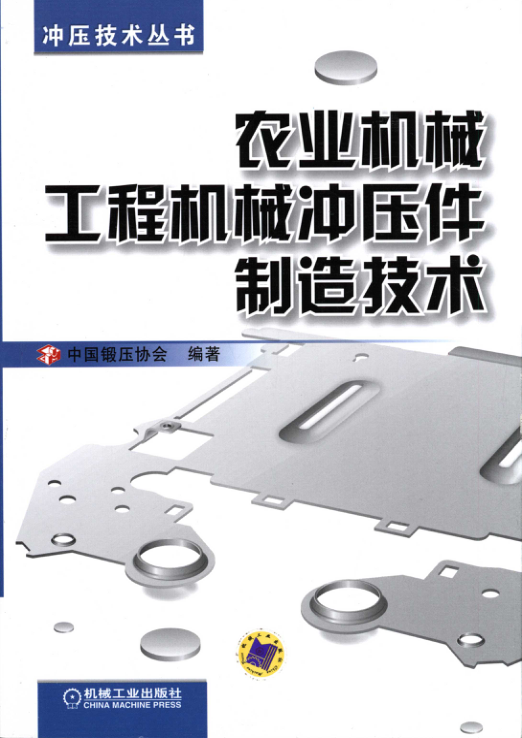 冲压技术丛书
农业机械
工程机械冲压件
制造技术
中国锻压协会 编著
机械工业出版社
CHINA MACHINE PRESS